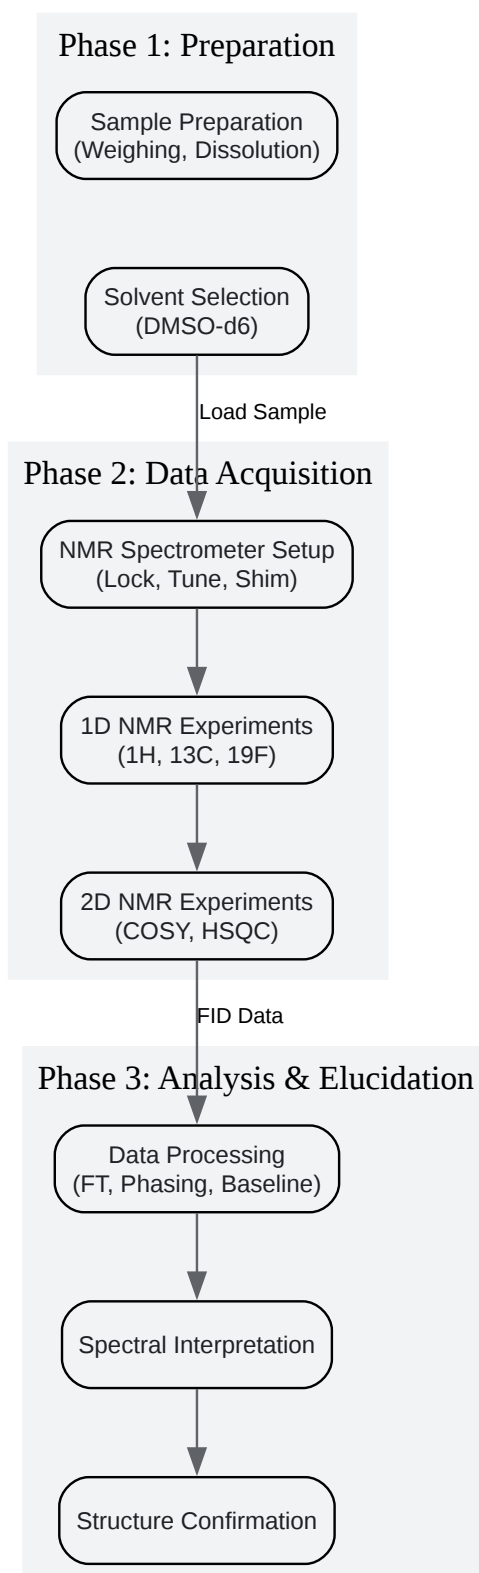 Phase 1: Preparation
Sample Preparation
(Weighing, Dissolution)
Solvent Selection
(DMSO-d6)
Load Sample
Phase 2: Data Acquisition
NMR Spectrometer Setup
(Lock, Tune, Shim)
1D NMR Experiments
(1H, 13C, 19F)
2D NMR Experiments
(COSY, HSQC)
FID Data
Phase 3: Analysis & Elucidation
Data Processing
(FT, Phasing, Baseline)
Spectral Interpretation
Structure Confirmation